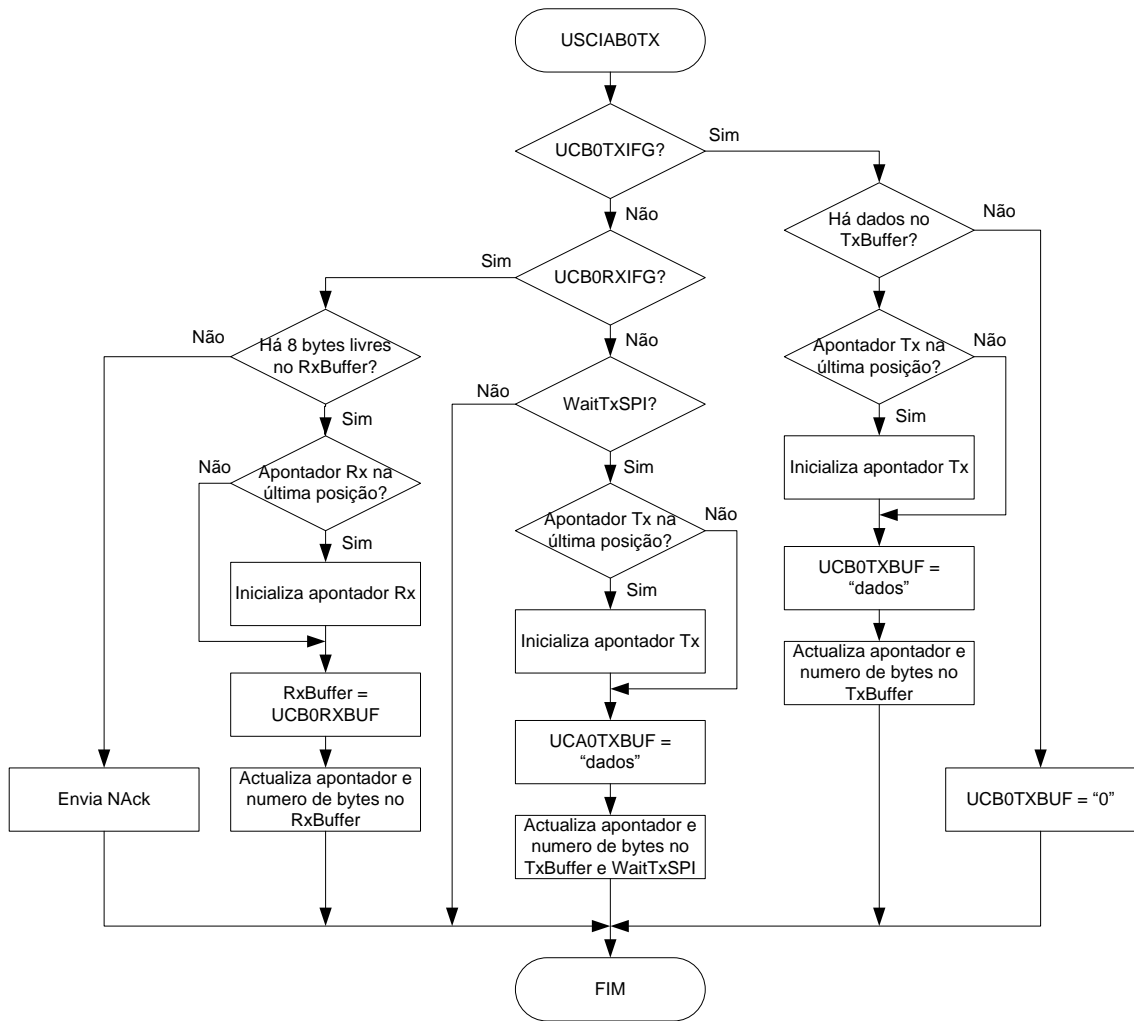 USCIAB0TX
UCB0TXIFG?
Sim
Não
Há dados no
TxBuffer?
Não
Sim
UCB0RXIFG?
Não
Há 8 bytes livres
no RxBuffer?
Não
Sim
Não
WaitTxSPI?
Não
Sim
Apontador Tx na
última posição?
Não
Sim
Inicializa apontador Tx
Apontador Rx na
última posição?
Não
Sim
Inicializa apontador Rx
Apontador Tx na
última posição?
Não
Sim
Inicializa apontador Tx
UCB0TXBUF =
“dados”
Actualiza apontador e
numero de bytes no
TxBuffer
RxBuffer =
UCB0RXBUF
UCA0TXBUF =
“dados”
Envia NAck
Actualiza apontador e
numero de bytes no
RxBuffer
Actualiza apontador e
numero de bytes no
TxBuffer e WaitTxSPI
UCB0TXBUF = “0”
FIM